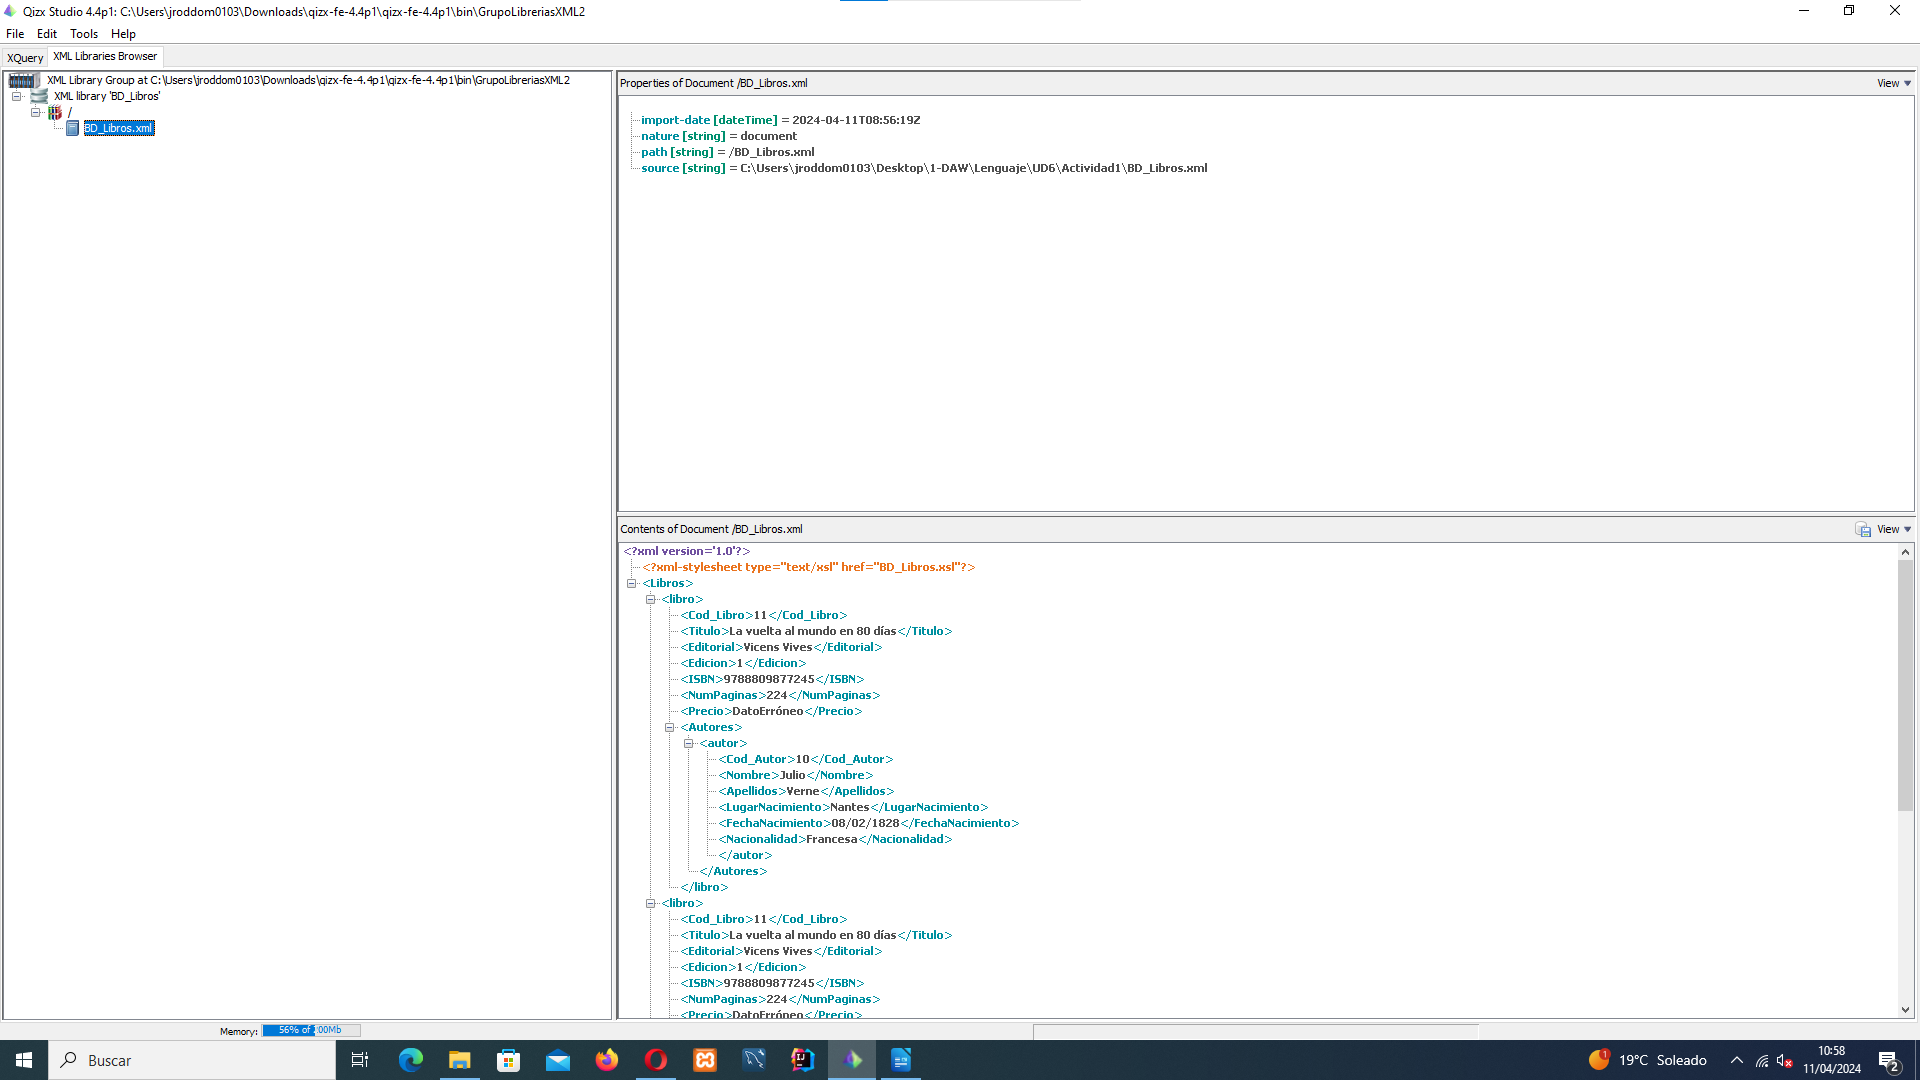 Qizx Studio 4.4p1: C:\Users\jroddom0103\Downloads\qizx-fe-4.4p1\qizx-fe-4.4p1\bin\GrupoLibreriasXML2
File Edit Tools Help
XQuery XML Libraries Browser
XML Library Group at C:\Users\jroddom0103\Downloads\qizx-fe-4.4p1\qizx-fe-4.4p1\bin\GrupoLibreriasXML2
XML library 'BD_Libros'
/
BD_Libros.xml
Properties of Document /BD_Libros.xml View
import-date [dateTime] = 2024-04-11T08:56:19Z
nature [string] = document
path [string] = /BD_Libros.xml
source [string] = C:\Users\jroddom0103\Desktop\1-DAW\Lenguaje\UD6\Actividad1\BD_Libros.xml
Contents of Document /BD_Libros.xml View
<?xml version='1.0'?>
<?xml-stylesheet type="text/xsl" href="BD_Libros.xsl"?>
<Libros>
<libro>
<Cod_Libro>11</Cod_Libro>
<Titulo>La vuelta al mundo en 80 días</Titulo>
<Editorial>Vicens Vives</Editorial>
<Edicion>1</Edicion>
<ISBN>9788809877245</ISBN>
<NumPaginas>224</NumPaginas>
<Precio>DatoErróneo</Precio>
<Autores>
<autor>
<Cod_Autor>10</Cod_Autor>
<Nombre>Julio</Nombre>
<Apellidos>Verne</Apellidos>
<LugarNacimiento>Nantes</LugarNacimiento>
<FechaNacimiento>08/02/1828</FechaNacimiento>
<Nacionalidad>Francesa</Nacionalidad>
</autor>
</Autores>
</libro>
<libro>
<Cod_Libro>11</Cod_Libro>
<Titulo>La vuelta al mundo en 80 días</Titulo>
<Editorial>Vicens Vives</Editorial>
<Edicion>1</Edicion>
<ISBN>9788809877245</ISBN>
<NumPaginas>224</NumPaginas>
<Precio>DatoErróneo</Precio>
Memory: 56% of 200Mb
Buscar
1
19°C Soleado
10:58
11/04/2024
2